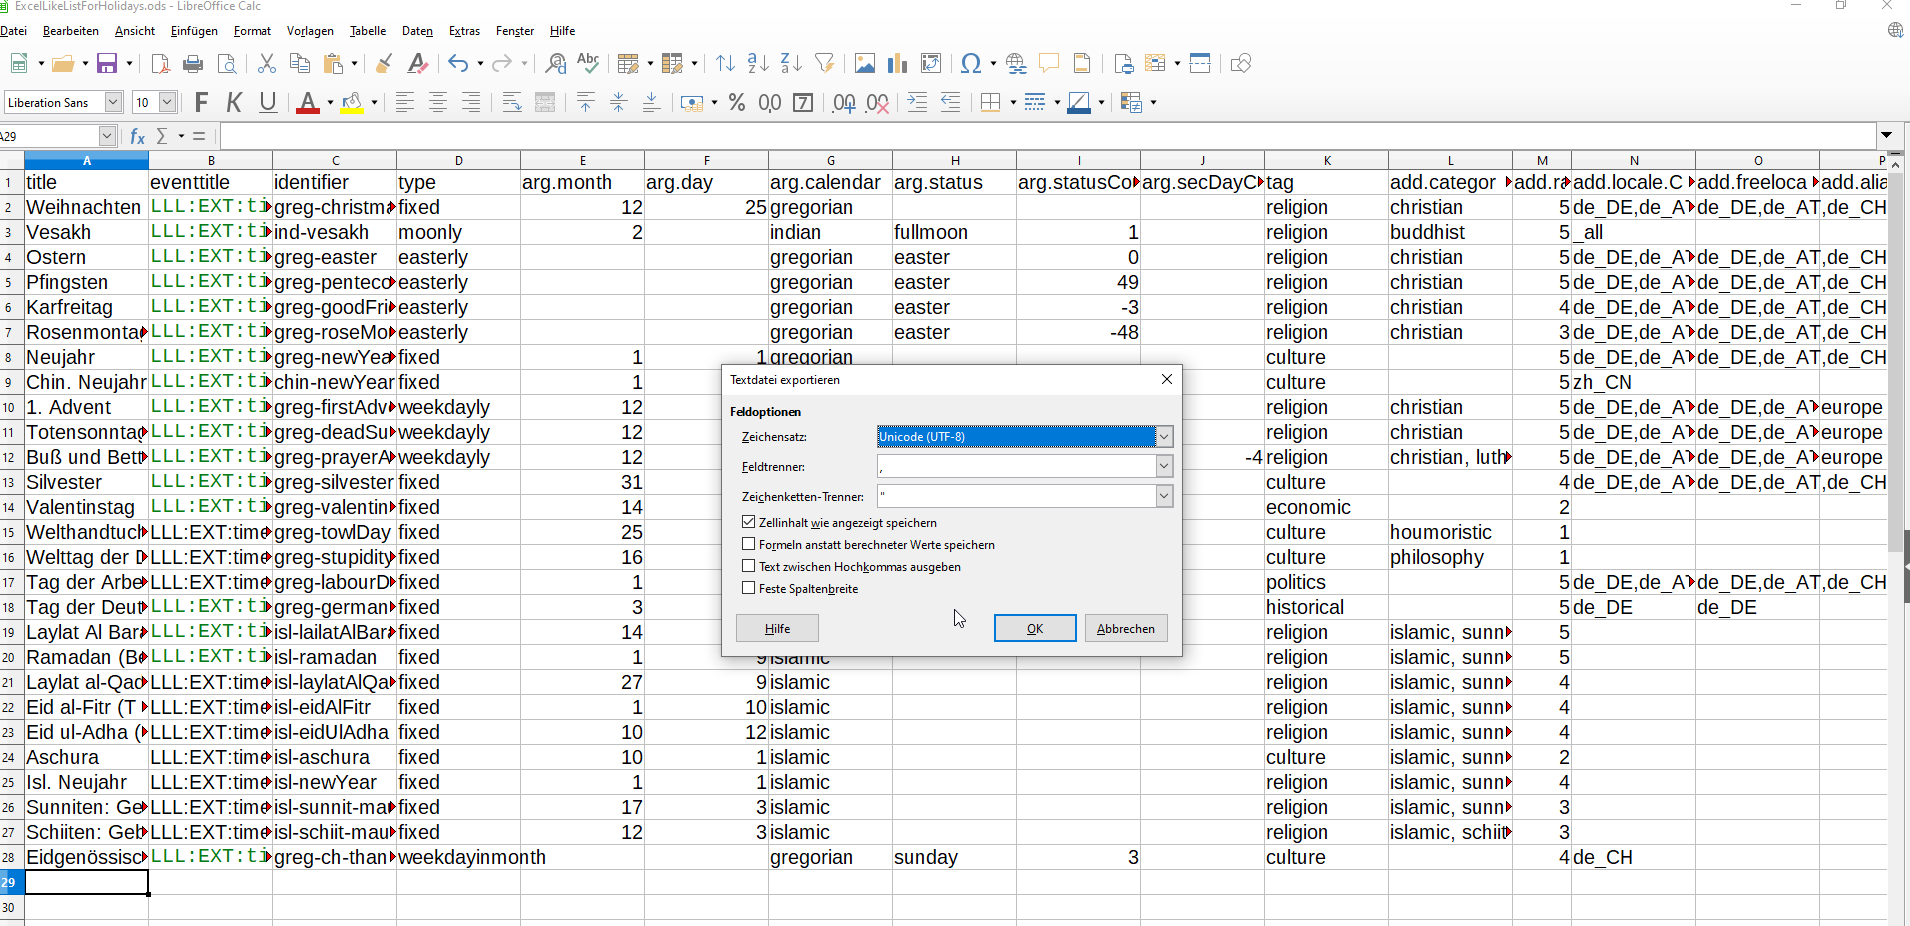 ExcelLikeListForHolidays.ods - LibreOffice Calc
Datei Bearbeiten Ansicht Einfügen Format Vorlagen Tabelle Daten Extras Fenster Hilfe
Liberation Sans 10 F K U
A29
A B C D E F G H I J K L M N O P
1 title eventtitle identifier type arg.month arg.day arg.calendar arg.status arg.statusCo arg.secDayC tag add.categor add.ra add.locale.C add.freeloca add.alia
2 Weihnachten LLL:EXT:ti greg-christma fixed 12 25 gregorian religion christian 5 de_DE,de_AT de_DE,de_AT,de_CH
3 Vesakh LLL:EXT:ti ind-vesakh moonly 2 indian fullmoon 1 religion buddhist 5 _all
4 Ostern LLL:EXT:ti greg-easter easterly gregorian easter 0 religion christian 5 de_DE,de_AT de_DE,de_AT,de_CH
5 Pfingsten LLL:EXT:ti greg-penteco easterly gregorian easter 49 religion christian 5 de_DE,de_AT de_DE,de_AT,de_CH
6 Karfreitag LLL:EXT:ti greg-goodFri easterly gregorian easter -3 religion christian 4 de_DE,de_AT de_DE,de_AT,de_CH
7 Rosenmonta LLL:EXT:ti greg-roseMo easterly gregorian easter -48 religion christian 3 de_DE,de_AT de_DE,de_AT,de_CH
8 Neujahr LLL:EXT:ti greg-newYea fixed 1 1 gregorian culture 5 de_DE,de_AT de_DE,de_AT,de_CH
9 Chin. Neujahr LLL:EXT:ti chin-newYear fixed 1 culture 5 zh_CN
10 1. Advent LLL:EXT:ti greg-firstAdv weekdayly 12 religion christian 5 de_DE,de_AT de_DE,de_AT europe
11 Totensonntag LLL:EXT:ti greg-deadSu weekdayly 12 religion christian 5 de_DE,de_AT de_DE,de_AT europe
12 Buß und Bett LLL:EXT:ti greg-prayerA weekdayly 12 -4 religion christian, luth 5 de_DE,de_AT de_DE,de_AT europe
13 Silvester LLL:EXT:ti greg-silvester fixed 31 culture 4 de_DE,de_AT de_DE,de_AT,de_CH
14 Valentinstag LLL:EXT:ti greg-valentin fixed 14 economic 2
15 Welthandtuch LLL:EXT:time greg-towlDay fixed 25 culture houmoristic 1
16 Welttag der D LLL:EXT:time greg-stupidity fixed 16 culture philosophy 1
17 Tag der Arbe LLL:EXT:time greg-labourD fixed 1 politics 5 de_DE,de_AT de_DE,de_AT,de_CH
18 Tag der Deut LLL:EXT:ti greg-german fixed 3 historical 5 de_DE de_DE
19 Laylat Al Bara LLL:EXT:ti isl-lailatAlBara fixed 14 religion islamic, sunn 5
20 Ramadan (Be LLL:EXT:ti isl-ramadan fixed 1 9 islamic religion islamic, sunn 5
21 Laylat al-Qad LLL:EXT:time isl-laylatAlQa fixed 27 9 islamic religion islamic, sunn 4
22 Eid al-Fitr (T LLL:EXT:time isl-eidAlFitr fixed 1 10 islamic religion islamic, sunn 4
23 Eid ul-Adha ( LLL:EXT:time isl-eidUlAdha fixed 10 12 islamic religion islamic, sunn 4
24 Aschura LLL:EXT:time isl-aschura fixed 10 1 islamic culture islamic, sunn 2
25 Isl. Neujahr LLL:EXT:time isl-newYear fixed 1 1 islamic religion islamic, sunn 4
26 Sunniten: Ge LLL:EXT:time isl-sunnit-mau fixed 17 3 islamic religion islamic, sunn 3
27 Schiiten: Geb LLL:EXT:time isl-schiit-mau fixed 12 3 islamic religion islamic, schiit 3
28 Eidgenössisc LLL:EXT:ti greg-ch-than weekdayinmonth gregorian sunday 3 culture 4 de_CH
29
30
Textdatei exportieren
Feldoptionen
Zeichensatz: Unicode (UTF-8)
Feldtrenner: ,
Zeichenketten-Trenner: "
Zellinhalt wie angezeigt speichern
Formeln anstatt berechneter Werte speichern
Text zwischen Hochkommas ausgeben
Feste Spaltenbreite
Hilfe OK Abbrechen